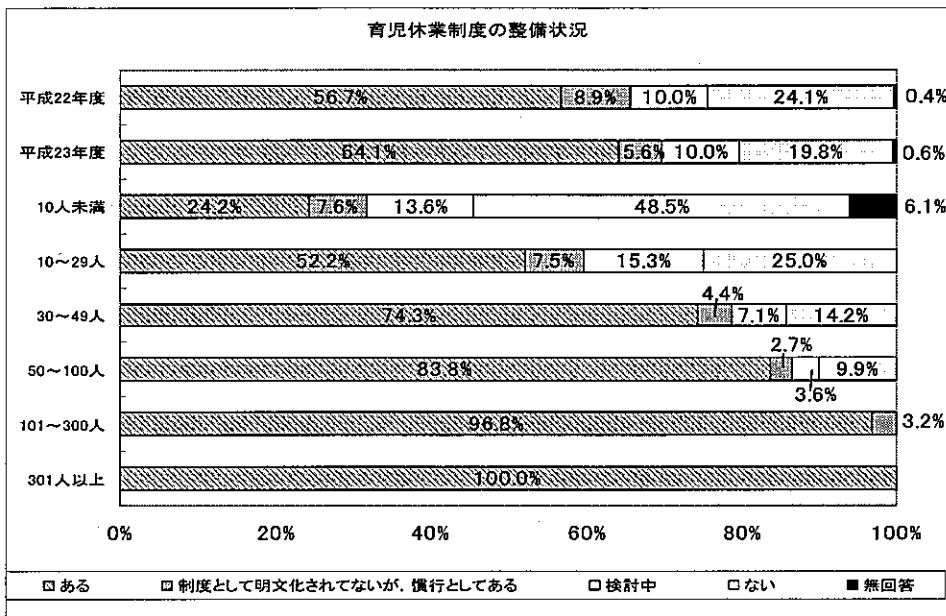 育児休業制度の整備状況
平成22年度 56.7% 8.9% 10.0% 24.1% 0.4%
平成23年度 64.1% 5.6% 10.0% 19.8% 0.6%
10人未満 24.2% 7.6% 13.6% 48.5% 6.1%
10～29人 52.2% 7.5% 15.3% 25.0%
30～49人 74.3% 4.4% 7.1% 14.2%
50～100人 83.8% 2.7% 3.6% 9.9%
101～300人 96.8% 3.2%
301人以上 100.0%
0% 20% 40% 60% 80% 100%
ある 制度として明文化されてないが、慣行としてある 検討中 ない 無回答